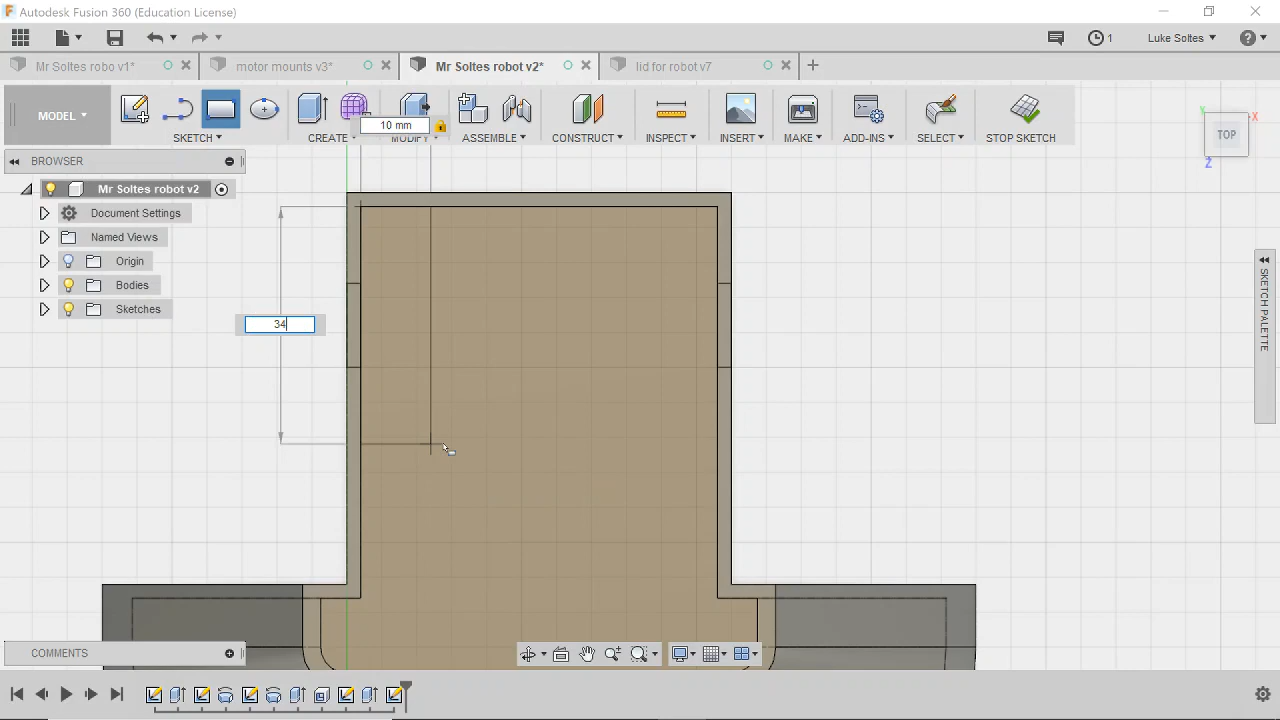 Autodesk Fusion 360 (Education License)
1 Luke Soltes
Mr Soltes robo v1* motor mounts v3* Mr Soltes robot v2* lid for robot v7
MODEL
10 mm
SKETCH CREATE MODIFY ASSEMBLE CONSTRUCT INSPECT INSERT MAKE ADD-INS SELECT STOP SKETCH
Y X TOP Z
BROWSER
Mr Soltes robot v2
Document Settings
Named Views
Origin
Bodies
Sketches
34
SKETCH PALETTE
COMMENTS